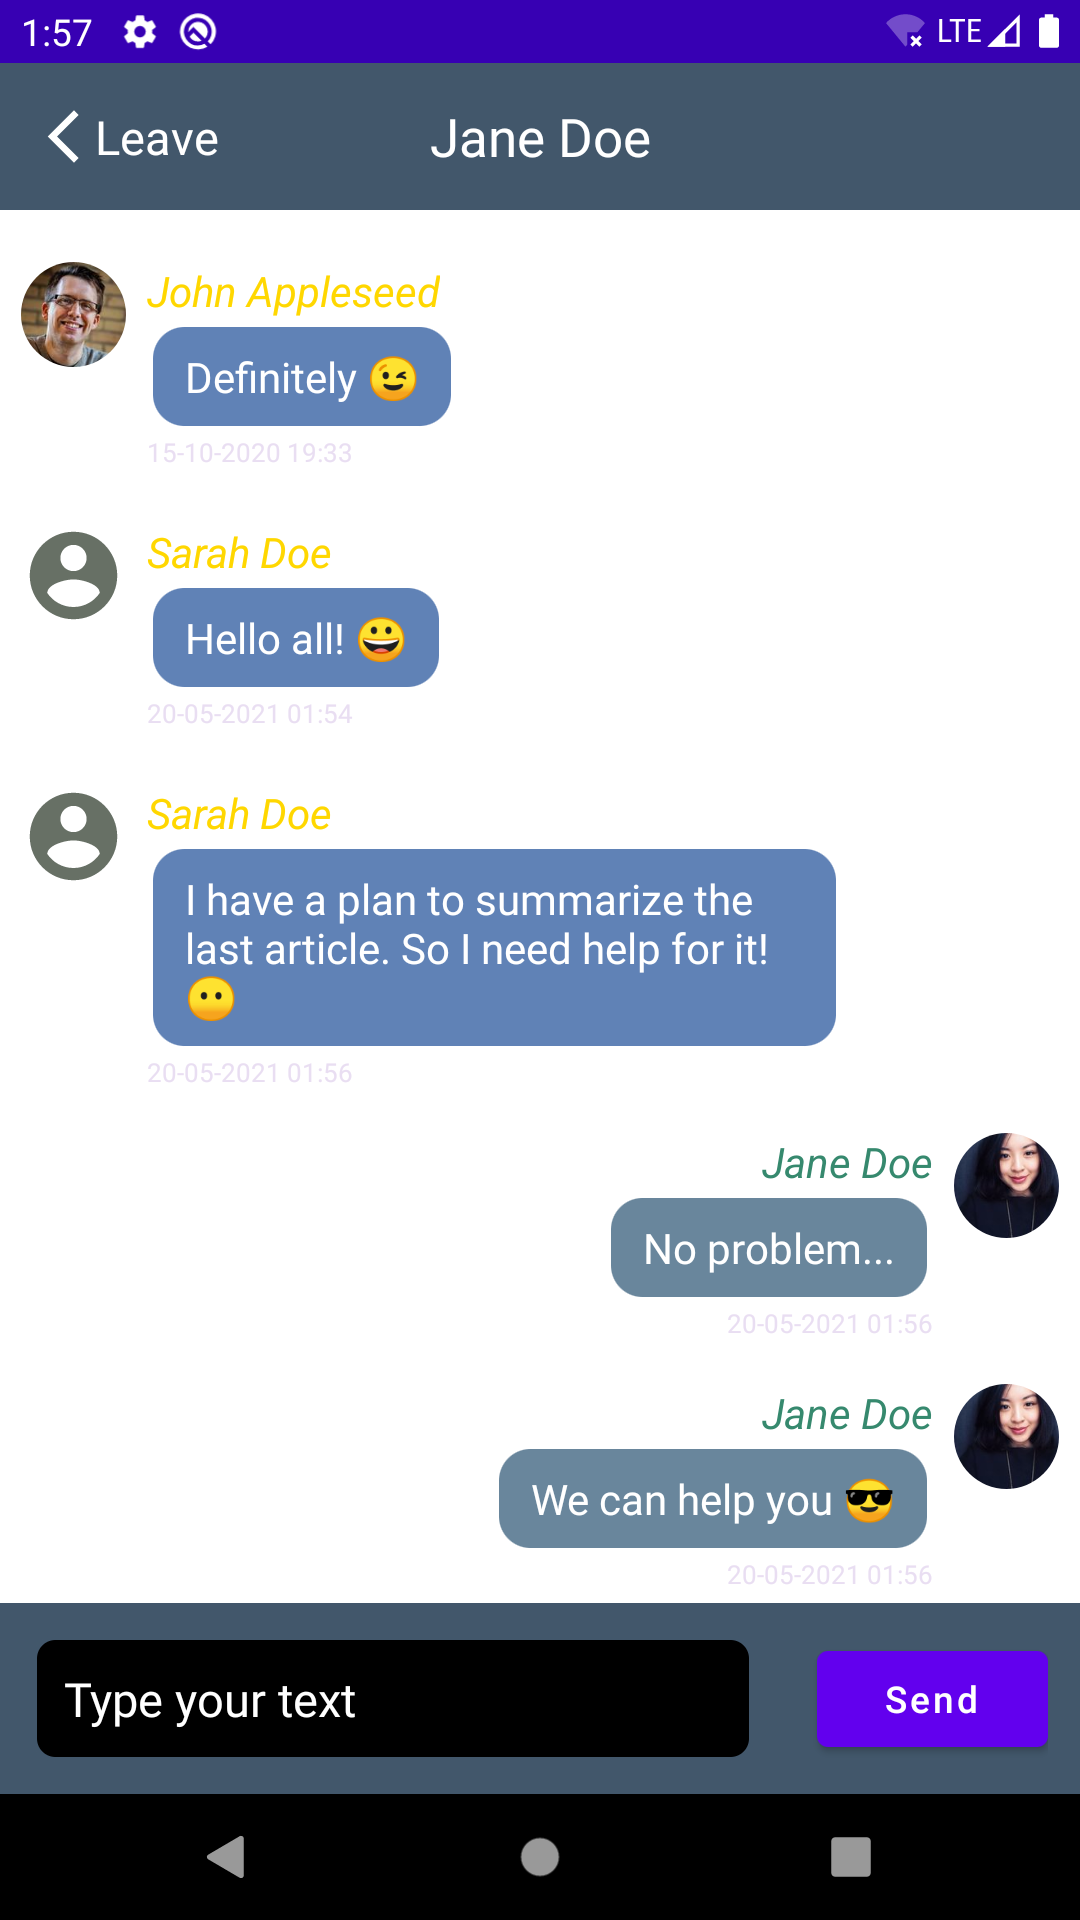 1:57 LTE
Leave Jane Doe
John Appleseed
Definitely 😉
15-10-2020 19:33
Sarah Doe
Hello all! 😀
20-05-2021 01:54
Sarah Doe
I have a plan to summarize the
last article. So I need help for it!
😶
20-05-2021 01:56
Jane Doe
No problem...
20-05-2021 01:56
Jane Doe
We can help you 😎
20-05-2021 01:56
Type your text Send